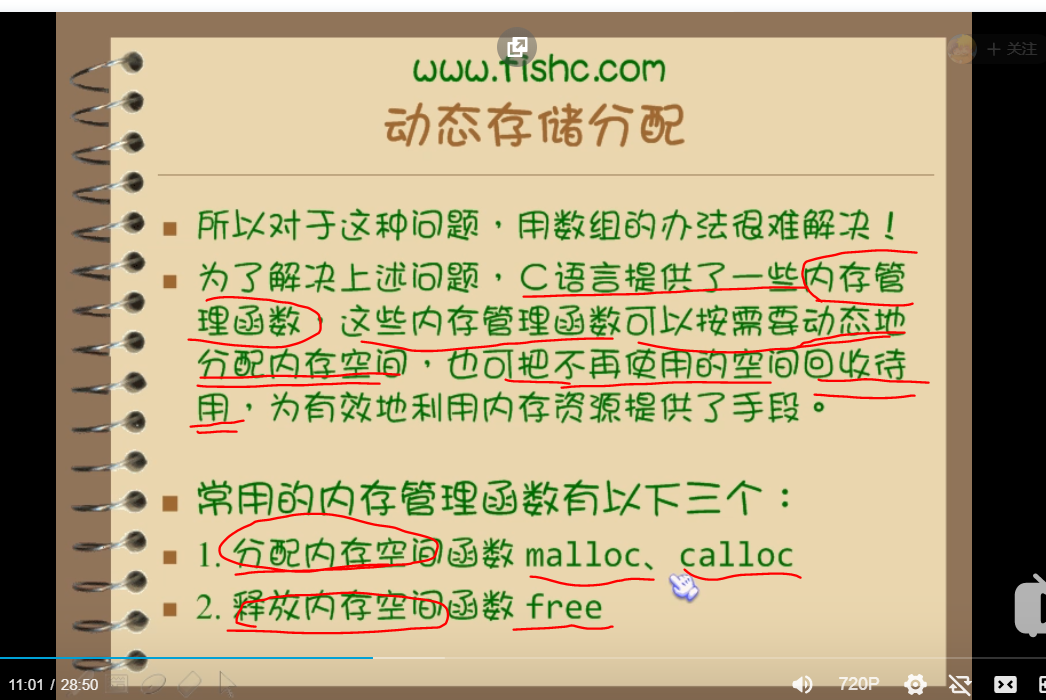 www.fishc.com
+ 关注
动态存储分配
所以对于这种问题，用数组的办法很难解决！
为了解决上述问题，C语言提供了一些内存管
理函数，这些内存管理函数可以按需要动态地
分配内存空间，也可把不再使用的空间回收待
用，为有效地利用内存资源提供了手段。
常用的内存管理函数有以下三个：
1. 分配内存空间函数 malloc、calloc
2. 释放内存空间函数 free
11:01 / 28:50
720P